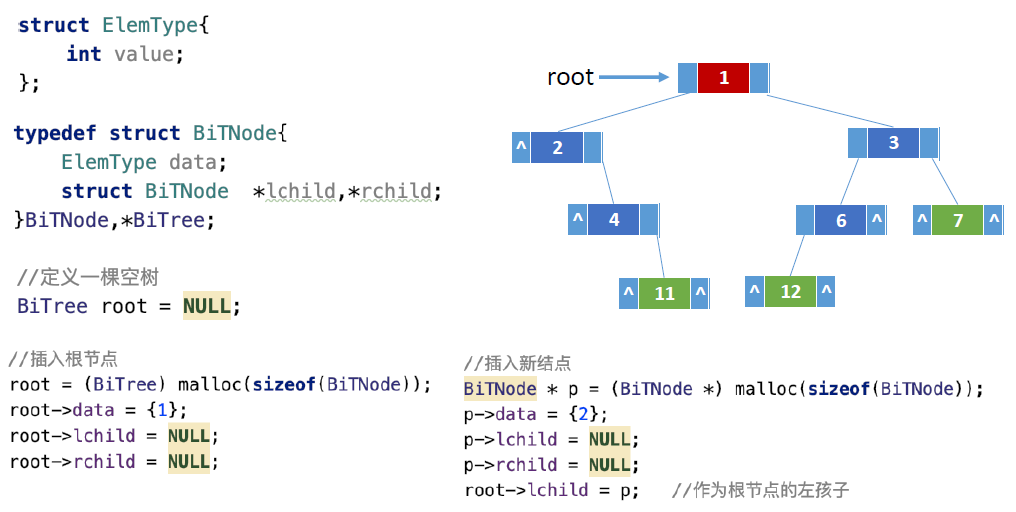 struct ElemType{
    int value;
};
typedef struct BiTNode{
    ElemType data;
    struct BiTNode  *lchild,*rchild;
}BiTNode,*BiTree;
//定义一棵空树
BiTree root = NULL;
//插入根节点
root = (BiTree) malloc(sizeof(BiTNode));
root->data = {1};
root->lchild = NULL;
root->rchild = NULL;
root 1
^ 2
3
^ 4
6 ^
^ 7 ^
^ 11 ^
^ 12 ^
//插入新结点
BiTNode * p = (BiTNode *) malloc(sizeof(BiTNode));
p->data = {2};
p->lchild = NULL;
p->rchild = NULL;
root->lchild = p;   //作为根节点的左孩子